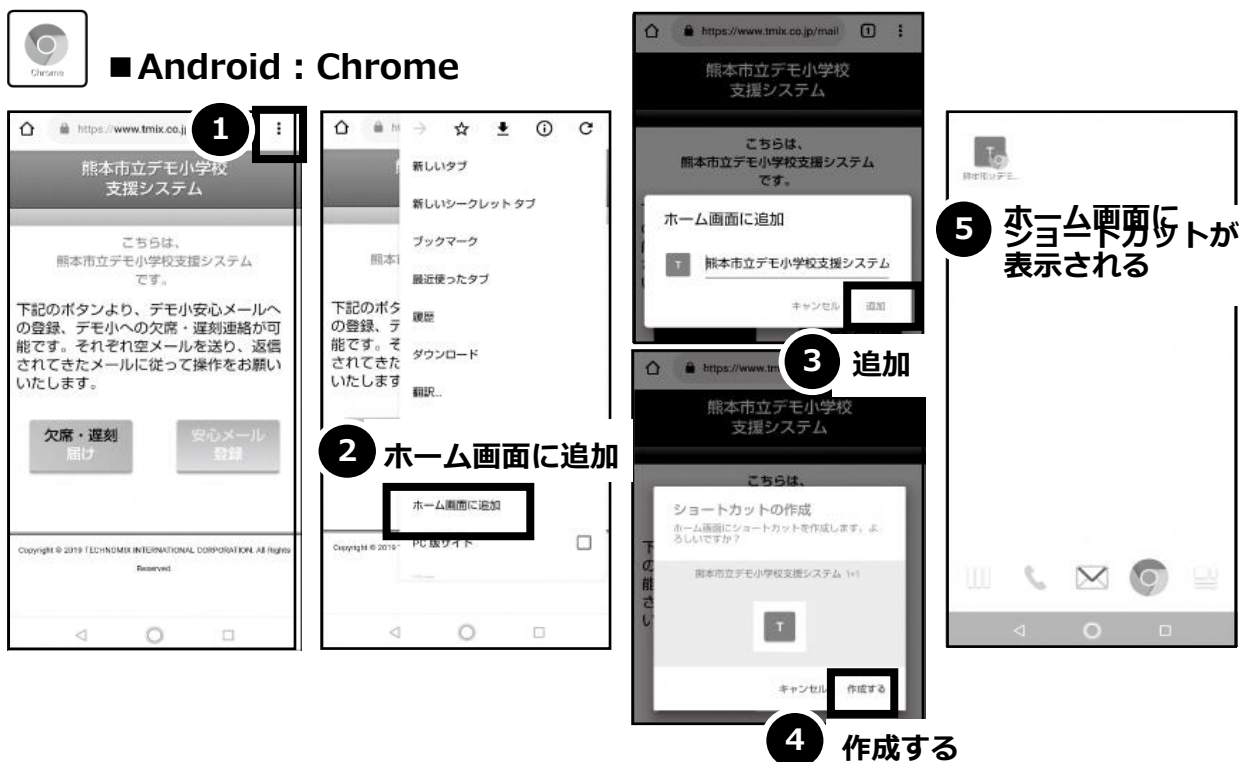 Chrome
■Android：Chrome
https://www.tmix.co.j
1
熊本市立デモ小学校
支援システム
こちらは、
熊本市立デモ小学校支援システム
です。
下記のボタンより、デモ小安心メールへ
の登録、デモ小への欠席・遅刻連絡が可
能です。それぞれ空メールを送り、返信
されてきたメールに従って操作をお願い
いたします。
欠席・遅刻
届け
安心メール
登録
Copyright © 2019 TECHNOMIX INTERNATIONAL CORPORATION. All Rights
Reserved.
新しいタブ
新しいシークレット タブ
ブックマーク
最近使ったタブ
履歴
ダウンロード
翻訳...
熊本
下記のボタ
の登録、デ
能です。そ
されてきた
いたします
2 ホーム画面に追加
ホーム画面に追加
PC 版サイト
Copyright © 2019
https://www.tmix.co.jp/mail
1
熊本市立デモ小学校
支援システム
こちらは、
熊本市立デモ小学校支援システム
です。
ホーム画面に追加
T
熊本市立デモ小学校支援システム
キャンセル
追加
3 追加
https://www.tm
熊本市立デモ小学校
支援システム
こちらは、
ショートカットの作成
ホーム画面にショートカットを作成します。よ
ろしいですか？
熊本市立デモ小学校支援システム 1×1
T
下
の
能
さ
い
キャンセル
作成する
4 作成する
T
熊本市立デモ...
5 ホーム画面に
ショートカットが
表示される